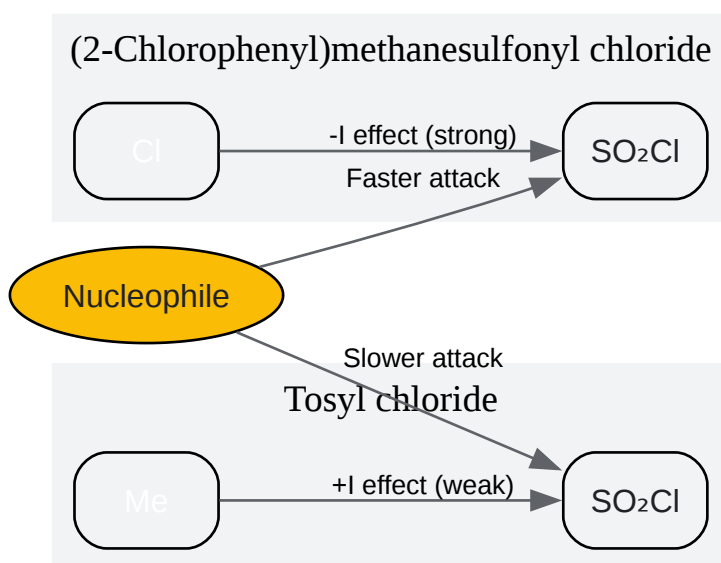 (2-Chlorophenyl)methanesulfonyl chloride
Cl
-I effect (strong)
SO₂Cl
Faster attack
Nucleophile
Slower attack
Tosyl chloride
Me
+I effect (weak)
SO₂Cl